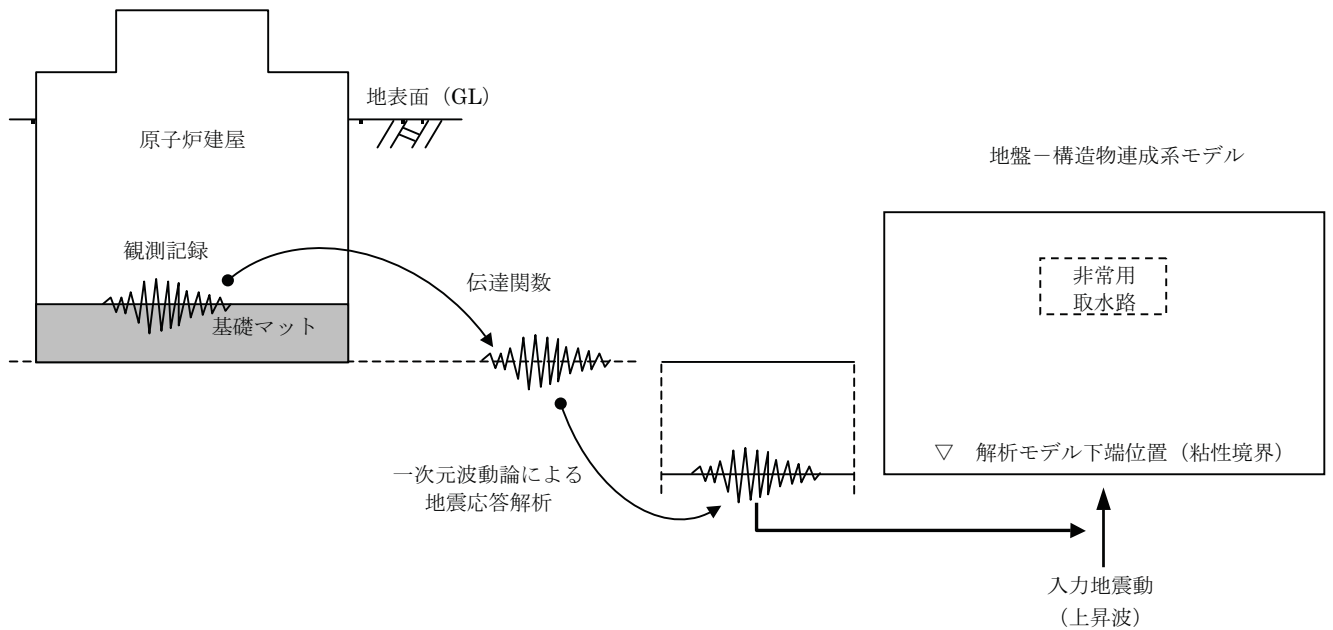 地表面（GL）
原子炉建屋
地盤－構造物連成系モデル
観測記録
伝達関数
非常用
取水路
基礎マット
▽　解析モデル下端位置（粘性境界）
一次元波動論による
地震応答解析
入力地震動
（上昇波）